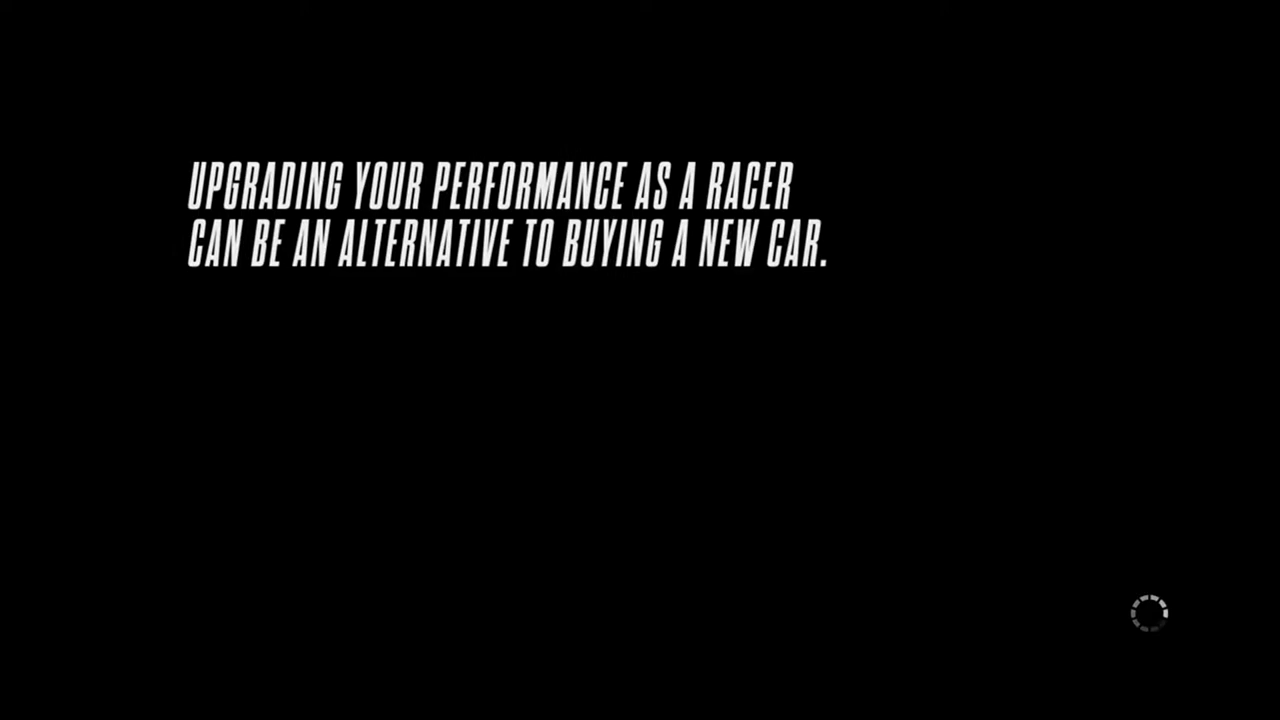 UPGRADING YOUR PERFORMANCE AS A RACER
CAN BE AN ALTERNATIVE TO BUYING A NEW CAR.